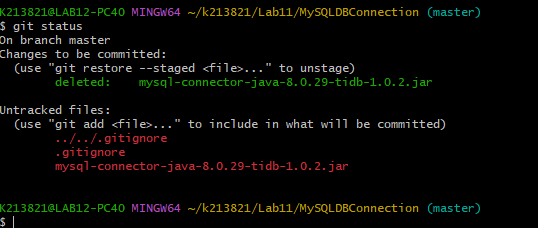 K213821@LAB12-PC40 MINGW64 ~/k213821/Lab11/MySQLDBConnection (master)
$ git status
On branch master
Changes to be committed:
  (use "git restore --staged <file>..." to unstage)
        deleted:    mysql-connector-java-8.0.29-tidb-1.0.2.jar

Untracked files:
  (use "git add <file>..." to include in what will be committed)
        ../../.gitignore
        .gitignore
        mysql-connector-java-8.0.29-tidb-1.0.2.jar

K213821@LAB12-PC40 MINGW64 ~/k213821/Lab11/MySQLDBConnection (master)
$